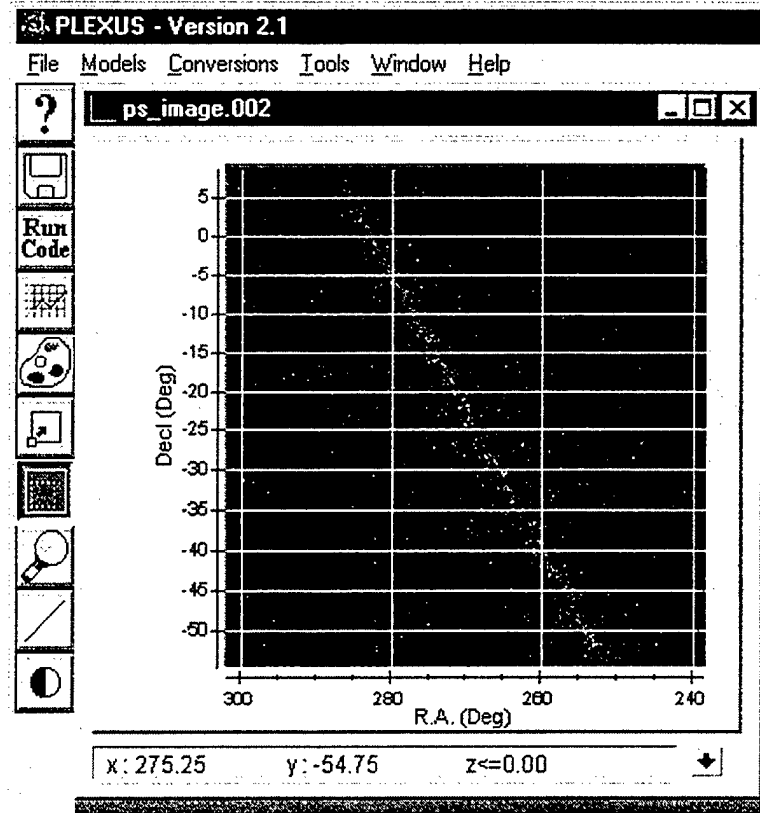 PLEXUS - Version 2.1
File Models Conversions Tools Window Help
?
ps_image.002
Run
Code
5
0
-5
-10
-15
-20
-25
-30
-35
-40
-45
-50
Decl (Deg)
300 280 260 240
R.A. (Deg)
x: 275.25 y: -54.75 z<=0.00